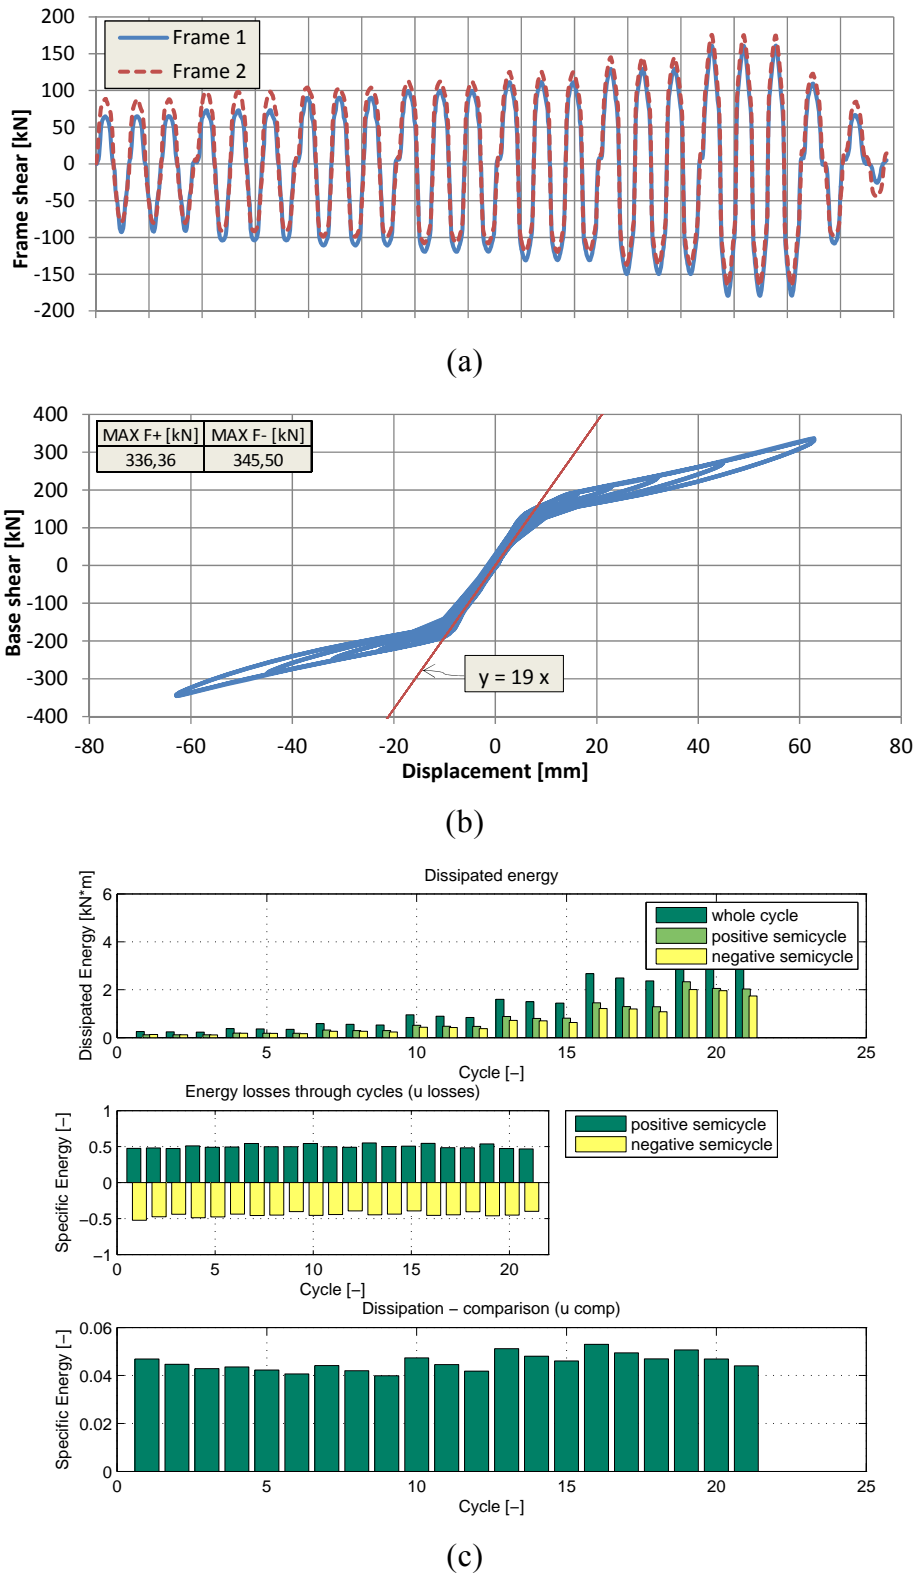 200
150
100
50
0
-50
-100
-150
-200
Frame shear [kN]
Frame 1
Frame 2
(a)
400
300
200
100
0
-100
-200
-300
-400
Base shear [kN]
MAX F+ [kN] MAX F- [kN]
336,36 345,50
y = 19 x
-80 -60 -40 -20 0 20 40 60 80
Displacement [mm]
(b)
Dissipated energy
Dissipated Energy [kN*m]
6
4
2
0
whole cycle
positive semicycle
negative semicycle
0 5 10 15 20 25
Cycle [−]
Energy losses through cycles (u losses)
Specific Energy [−]
1
0.5
0
−0.5
−1
positive semicycle
negative semicycle
0 5 10 15 20
Cycle [−]
Dissipation − comparison (u comp)
Specific Energy [−]
0.06
0.04
0.02
0
0 5 10 15 20 25
Cycle [−]
(c)